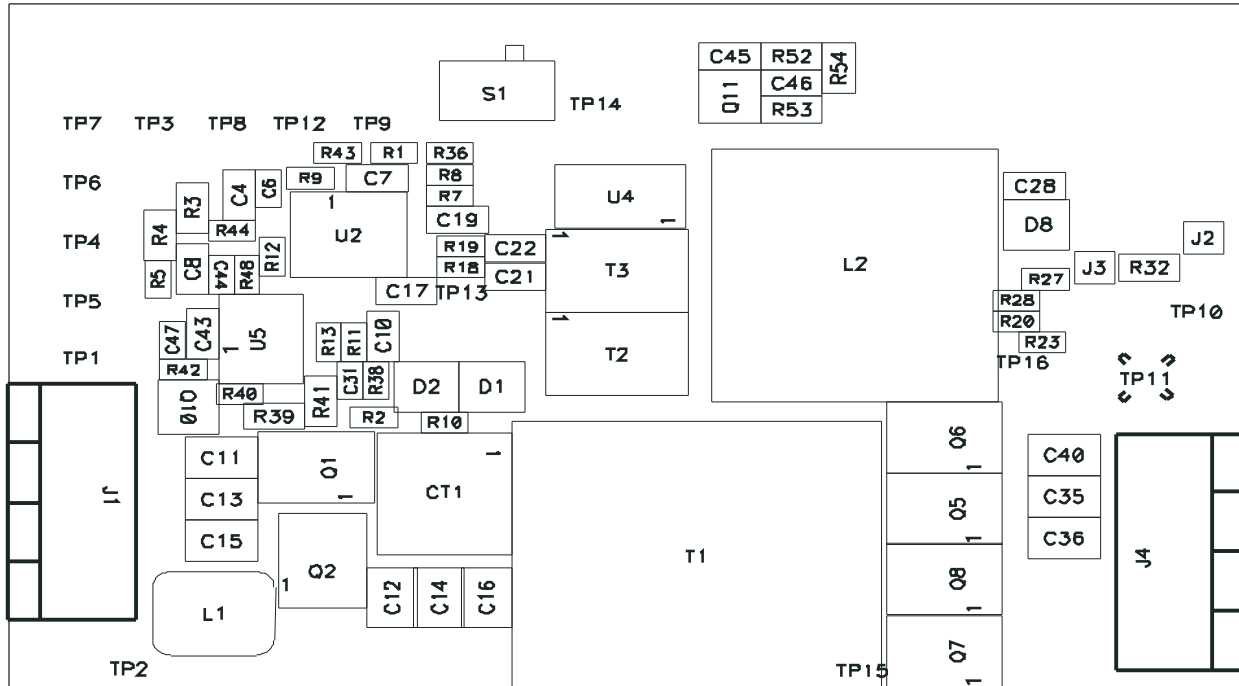 C45 R52 R54
S1 TP14 Q11 C46
R53
TP7 TP3 TP8 TP12 TP9
R43 R1 R36
TP6 C4 C6 R9 C7 R8 U4 C28
R3 1 R7
R4 R44 U2 C19 1 D8
TP4 R12 R19 C22 1 J2
R5 C8 C44 R48 R18 C21 T3 L2 J3 R32
C17 TP13 R27
TP5 R28
C47 C43 1 U5 R13 R11 C10 1 R20 TP10
TP1 T2 R23
R42 C31 R38 TP16
Q10 R40 R41 D2 D1 TP11
R39 R2 R10
C11 Q1 1 Q6 C40
1 1
J1 C13 CT1 Q5 C35
C15 1 C36
T1 J4
1 Q2 Q8
C12 C14 C16 1
L1
TP2 TP15 Q7
1